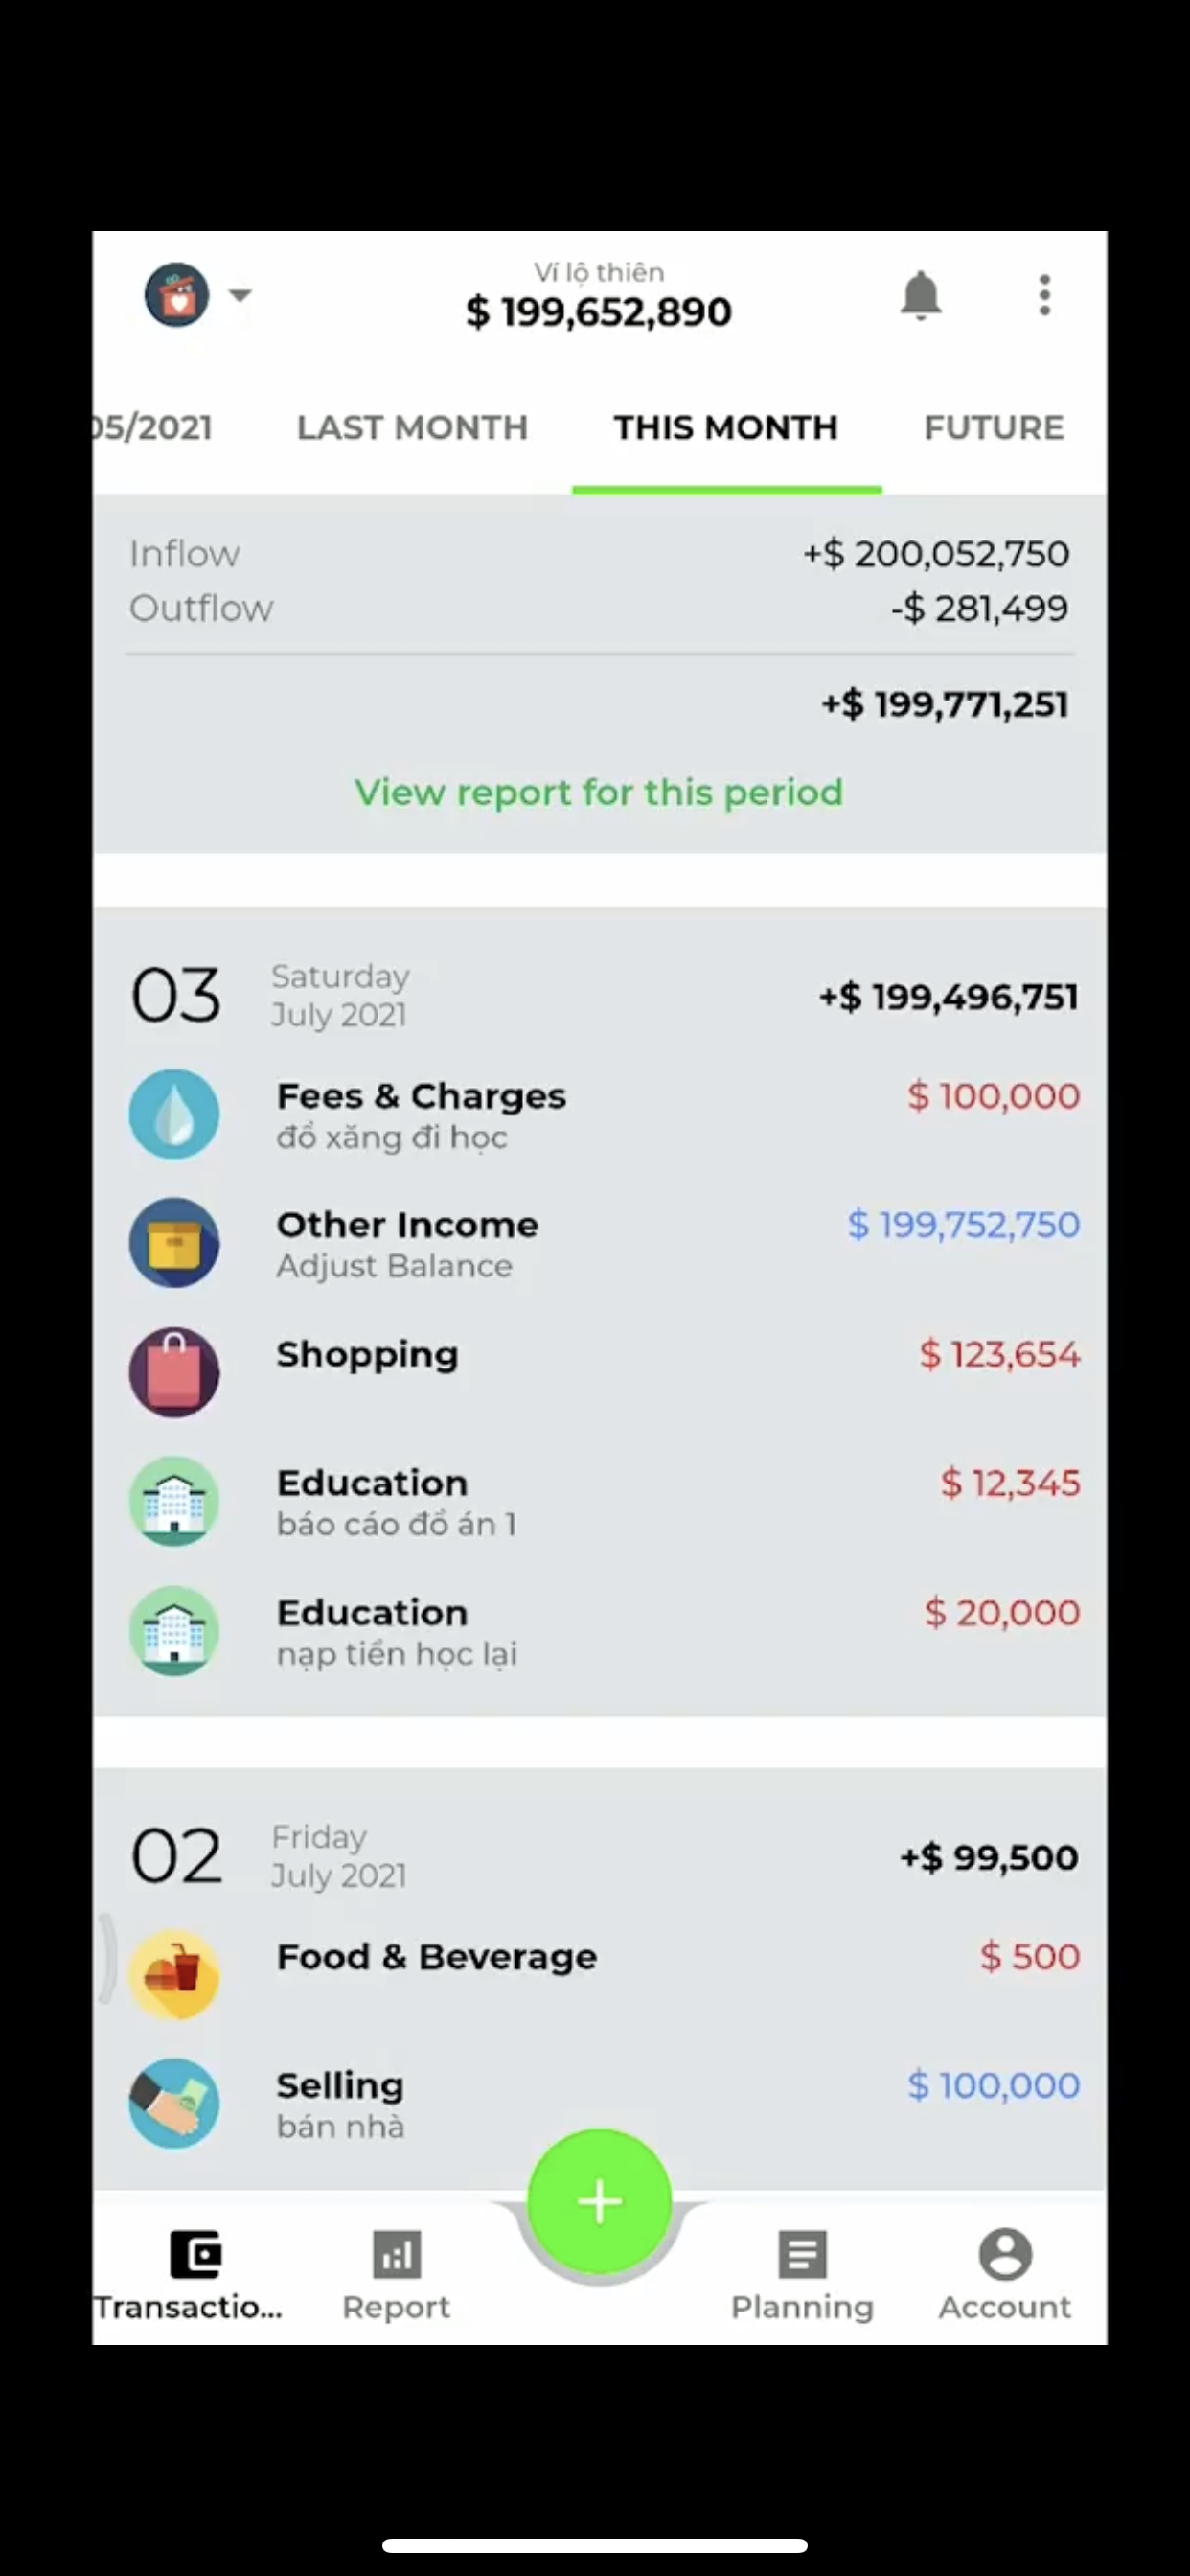 Ví lộ thiên
$ 199,652,890
05/2021 LAST MONTH THIS MONTH FUTURE
Inflow +$ 200,052,750
Outflow -$ 281,499
+$ 199,771,251
View report for this period
03 Saturday July 2021 +$ 199,496,751
Fees & Charges $ 100,000
đổ xăng đi học
Other Income $ 199,752,750
Adjust Balance
Shopping $ 123,654
Education $ 12,345
báo cáo đồ án 1
Education $ 20,000
nạp tiền học lại
02 Friday July 2021 +$ 99,500
Food & Beverage $ 500
Selling $ 100,000
bán nhà
Transactio... Report Planning Account